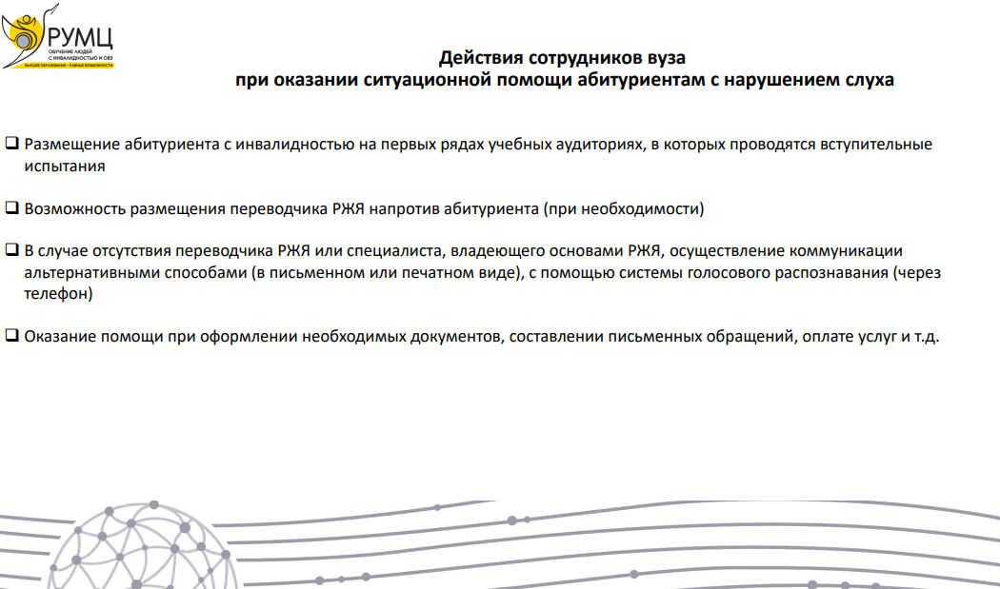 РУМЦ
ОБУЧЕНИЕ ЛЮДЕЙ
С ИНВАЛИДНОСТЬЮ И ОВЗ
ВЫСШЕЕ ОБРАЗОВАНИЕ – РАВНЫЕ ВОЗМОЖНОСТИ
Действия сотрудников вуза
при оказании ситуационной помощи абитуриентам с нарушением слуха
Размещение абитуриента с инвалидностью на первых рядах учебных аудиториях, в которых проводятся вступительные
испытания
Возможность размещения переводчика РЖЯ напротив абитуриента (при необходимости)
В случае отсутствия переводчика РЖЯ или специалиста, владеющего основами РЖЯ, осуществление коммуникации
альтернативными способами (в письменном или печатном виде), с помощью системы голосового распознавания (через
телефон)
Оказание помощи при оформлении необходимых документов, составлении письменных обращений, оплате услуг и т.д.